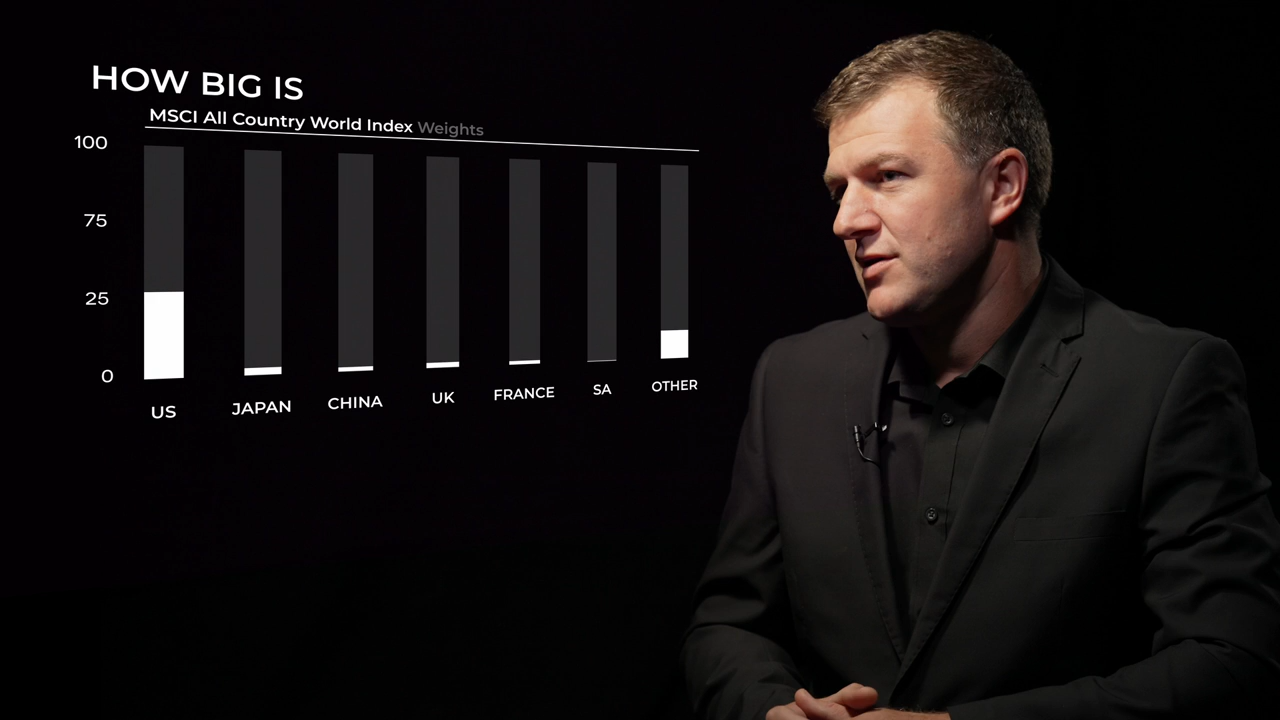 HOW BIG IS
MSCI All Country World Index Weights
100
75
25
0
US JAPAN CHINA UK FRANCE SA OTHER